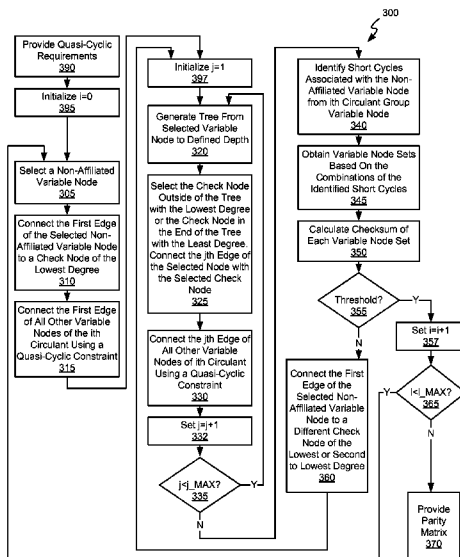 300
Provide Quasi-Cyclic
Requirements
390
Initialize i=0
395
Select a Non-Affiliated
Variable Node
305
Connect the First Edge
of the Selected Non-
Affiliated Variable Node
to a Check Node of the
Lowest Degree
310
Connect the First Edge
of All Other Variable
Nodes of the ith
Circulant Using a
Quasi-Cyclic Constraint
315
Initialize j=1
397
Generate Tree From
Selected Variable
Node to Defined Depth
320
Select the Check Node
Outside of the Tree
with the Lowest Degree
or the Check Node in
the End of the Tree
with the Least Degree.
Connect the jth Edge of
the Selected Node with
the Selected Check
Node
325
Connect the jth Edge of
All Other Variable
Nodes of ith Circulant
Using a Quasi-Cyclic
Constraint
330
Set j=j+1
332
j<j_MAX?
335
Y
N
Identify Short Cycles
Associated with the Non-
Affiliated Variable Node
from ith Circulant Group
Variable Node
340
Obtain Variable Node Sets
Based On the
Combinations of the
Identified Short Cycles
345
Calculate Checksum of
Each Variable Node Set
350
Threshold?
355
Y
N
Connect the First
Edge of the
Selected Non-
Affiliated Variable
Node to a
Different Check
Node of the
Lowest or Second
to Lowest Degree
360
Set i=i+1
357
i<i_MAX?
365
Y
N
Provide
Parity
Matrix
370